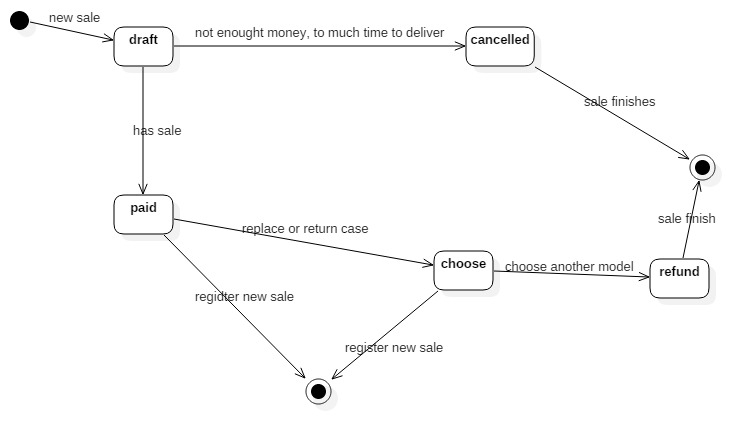 new sale
draft
not enought money, to much time to deliver
cancelled
sale finishes
has sale
paid
replace or return case
sale finish
choose
choose another model
refund
regidter new sale
register new sale